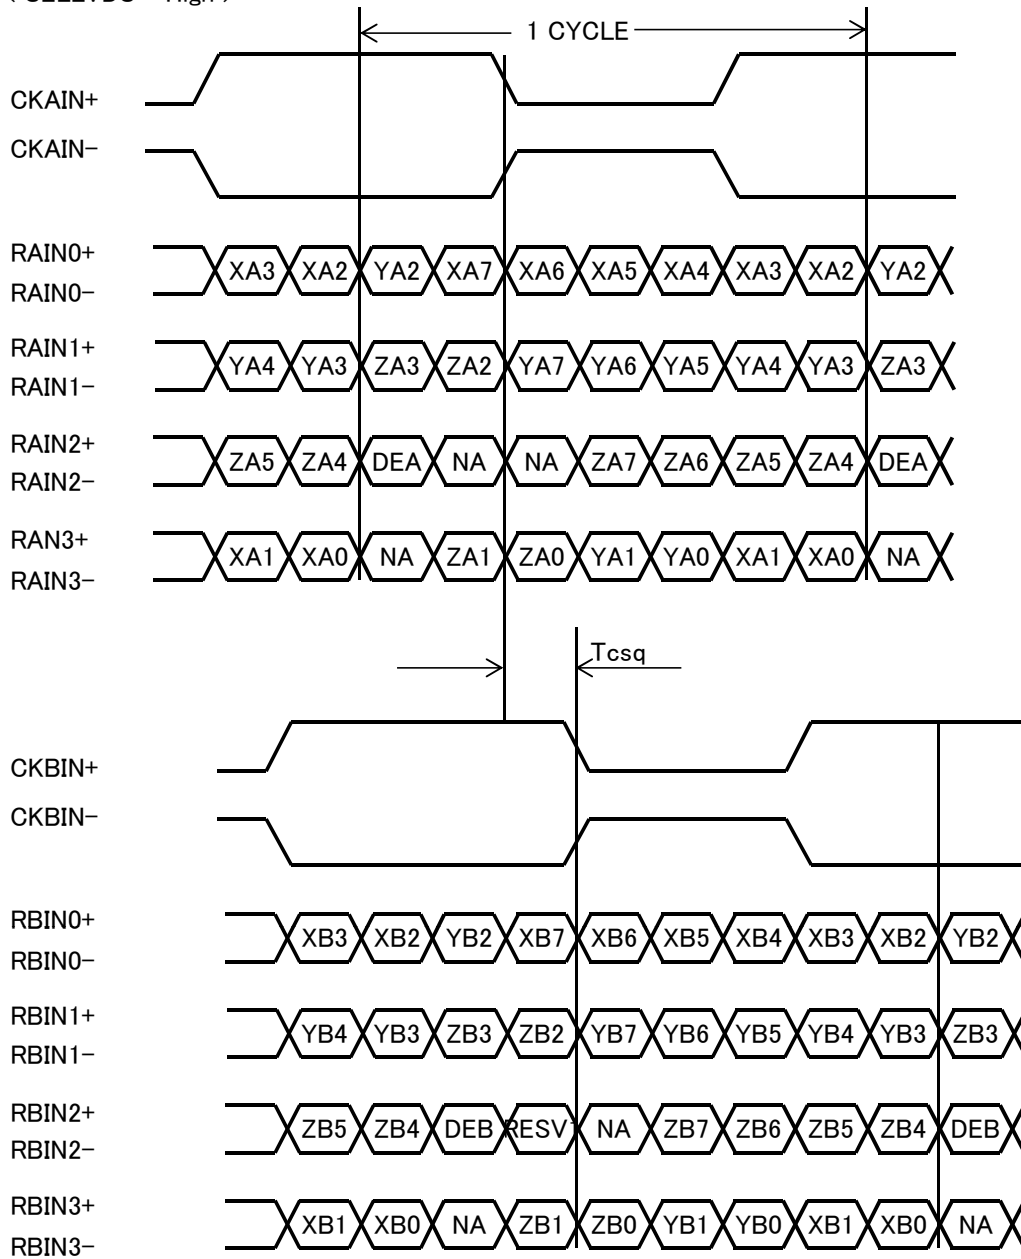 1 CYCLE
CKAIN+
CKAIN-
RAIN0+
XA3 XA2 YA2 XA7 XA6 XA5 XA4 XA3 XA2 YA2
RAIN0-
RAIN1+
YA4 YA3 ZA3 ZA2 YA7 YA6 YA5 YA4 YA3 ZA3
RAIN1-
RAIN2+
ZA5 ZA4 DEA NA NA ZA7 ZA6 ZA5 ZA4 DEA
RAIN2-
RAN3+
XA1 XA0 NA ZA1 ZA0 YA1 YA0 XA1 XA0 NA
RAIN3-
Tcsq
CKBIN+
CKBIN-
RBIN0+
XB3 XB2 YB2 XB7 XB6 XB5 XB4 XB3 XB2 YB2
RBIN0-
RBIN1+
YB4 YB3 ZB3 ZB2 YB7 YB6 YB5 YB4 YB3 ZB3
RBIN1-
RBIN2+
ZB5 ZB4 DEB RESV NA ZB7 ZB6 ZB5 ZB4 DEB
RBIN2-
RBIN3+
XB1 XB0 NA ZB1 ZB0 YB1 YB0 XB1 XB0 NA
RBIN3-